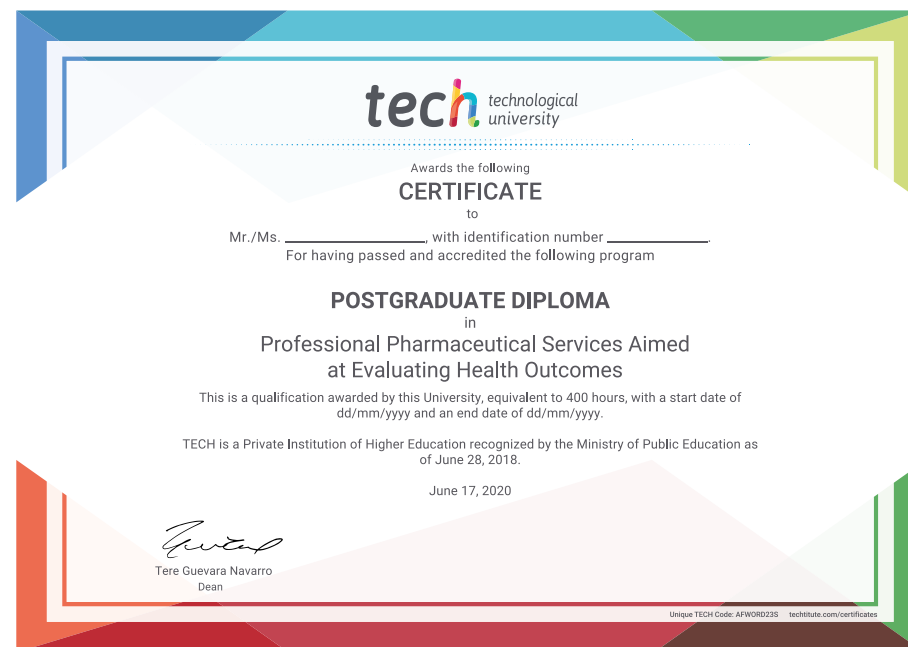 tech technological
university
Awards the following
CERTIFICATE
to
Mr./Ms. ____________________, with identification number ______________.
For having passed and accredited the following program
POSTGRADUATE DIPLOMA
in
Professional Pharmaceutical Services Aimed
at Evaluating Health Outcomes
This is a qualification awarded by this University, equivalent to 400 hours, with a start date of
dd/mm/yyyy and an end date of dd/mm/yyyy.
TECH is a Private Institution of Higher Education recognized by the Ministry of Public Education as
of June 28, 2018.
June 17, 2020
Tere Guevara Navarro
Dean
Unique TECH Code: AFWORD23S techtitute.com/certificates